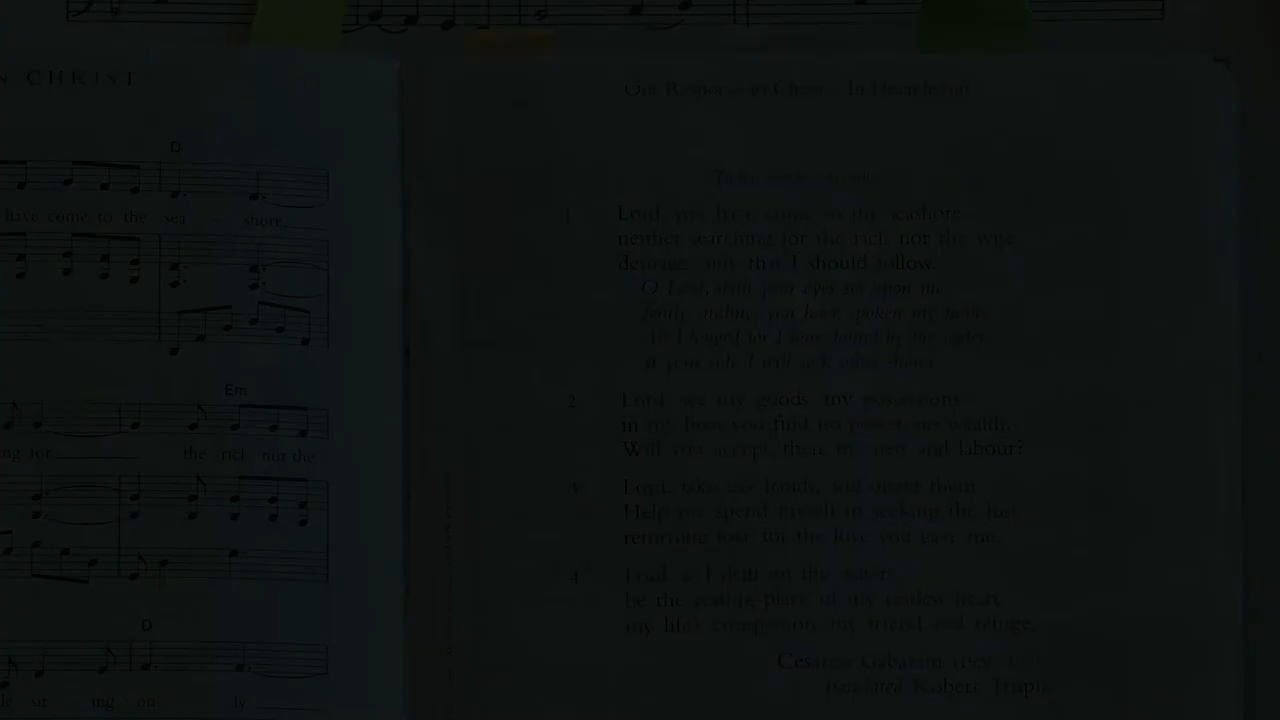 N CHRIST
D
have come to the sea - shore,
Em
ng for the rich nor the
D
de sir ing on ly
Our Response to Christ - In Discipleship
1 Lord, you have come to the seashore
neither searching for the rich nor the wise,
desiring only that I should follow.
O Lord, with your eyes set upon me,
gently smiling, you have spoken my name.
All I longed for I have found by the water,
at your side, I will seek other shores.
2 Lord, see my goods, my possessions
in my boat you find no power, no wealth.
Will you accept, then, my nets and labour?
3 Lord, take my hands, and direct them
Help me spend myself in seeking the lost
returning love for the love you gave me.
4 Lord, as I drift on the waters
be the resting place of my restless heart
my life's companion, my friend and refuge.
Cesareo Gabarain
translated Robert Trupia